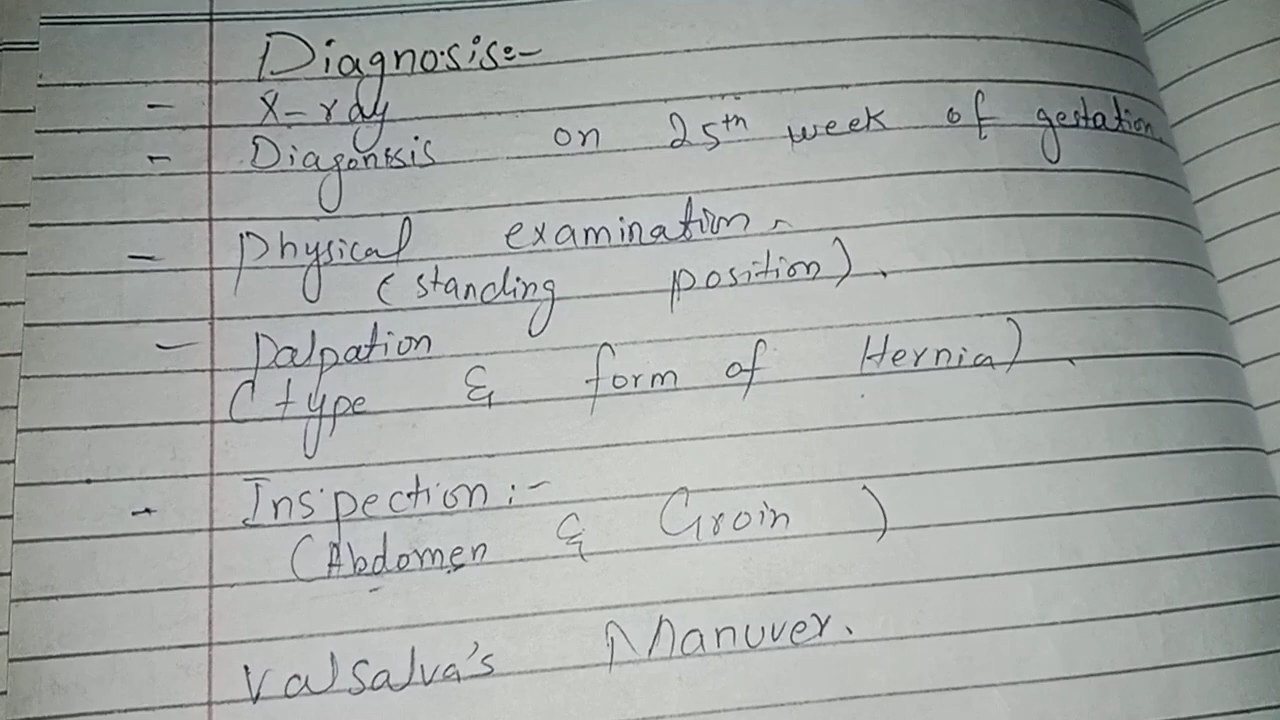 Diagnosis:-
- X-ray
- Diagonsis on 25th week of gestation
- Physical examination.
(standing position).
- Palpation
(type & form of Hernia).
- Inspection :-
(Abdomen & Groin)
Valsalva's Manuver.